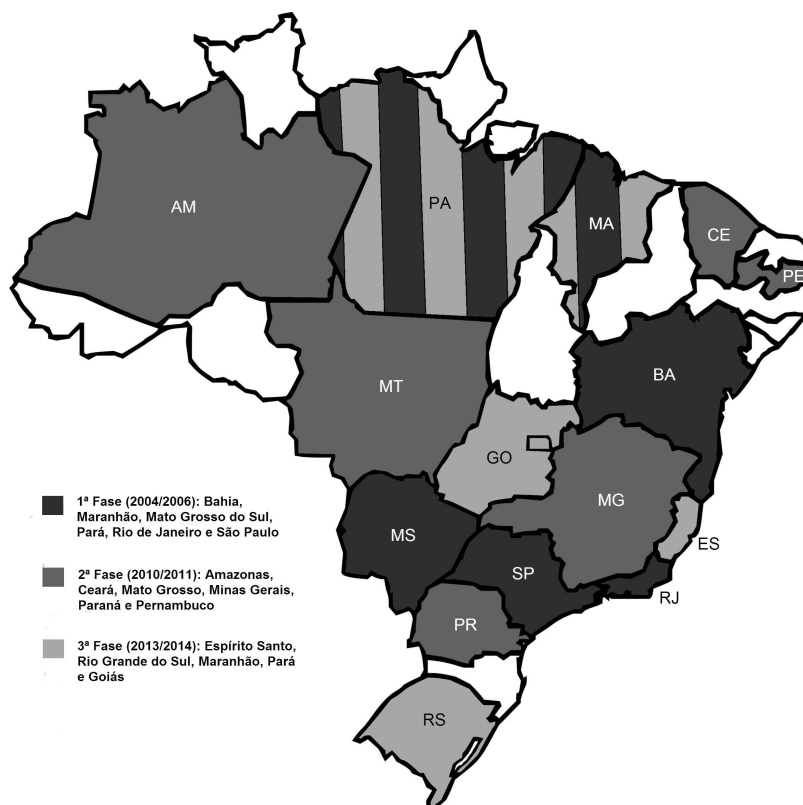 AM
PA
MA
CE
PE
MT
BA
GO
MG
MS
ES
SP
RJ
PR
RS
1ª Fase (2004/2006): Bahia,
Maranhão, Mato Grosso do Sul,
Pará, Rio de Janeiro e São Paulo
2ª Fase (2010/2011): Amazonas,
Ceará, Mato Grosso, Minas Gerais,
Paraná e Pernambuco
3ª Fase (2013/2014): Espírito Santo,
Rio Grande do Sul, Maranhão, Pará
e Goiás